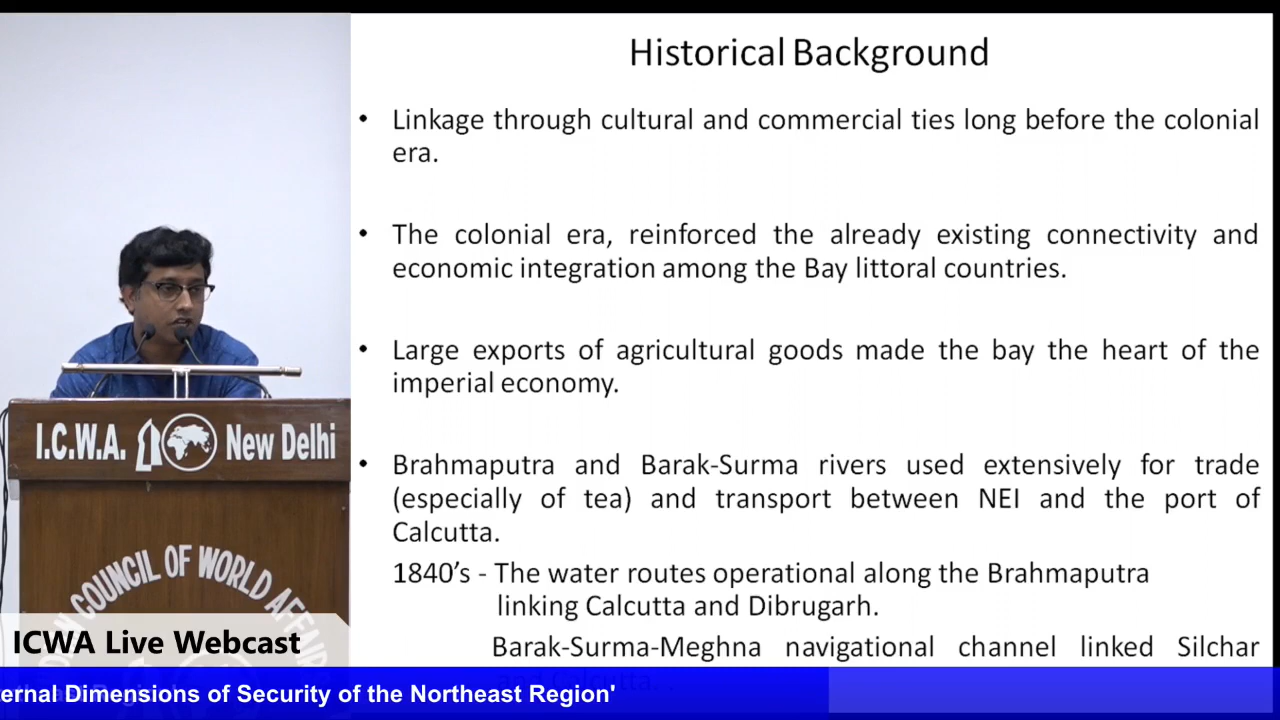 Historical Background
• Linkage through cultural and commercial ties long before the colonial
era.
• The colonial era, reinforced the already existing connectivity and
economic integration among the Bay littoral countries.
• Large exports of agricultural goods made the bay the heart of the
imperial economy.
• Brahmaputra and Barak-Surma rivers used extensively for trade
(especially of tea) and transport between NEI and the port of
Calcutta.
1840's - The water routes operational along the Brahmaputra
linking Calcutta and Dibrugarh.
Barak-Surma-Meghna navigational channel linked Silchar
and Calcutta.
I.C.W.A. New Delhi
COUNCIL OF WORLD
ICWA Live Webcast
ternal Dimensions of Security of the Northeast Region'